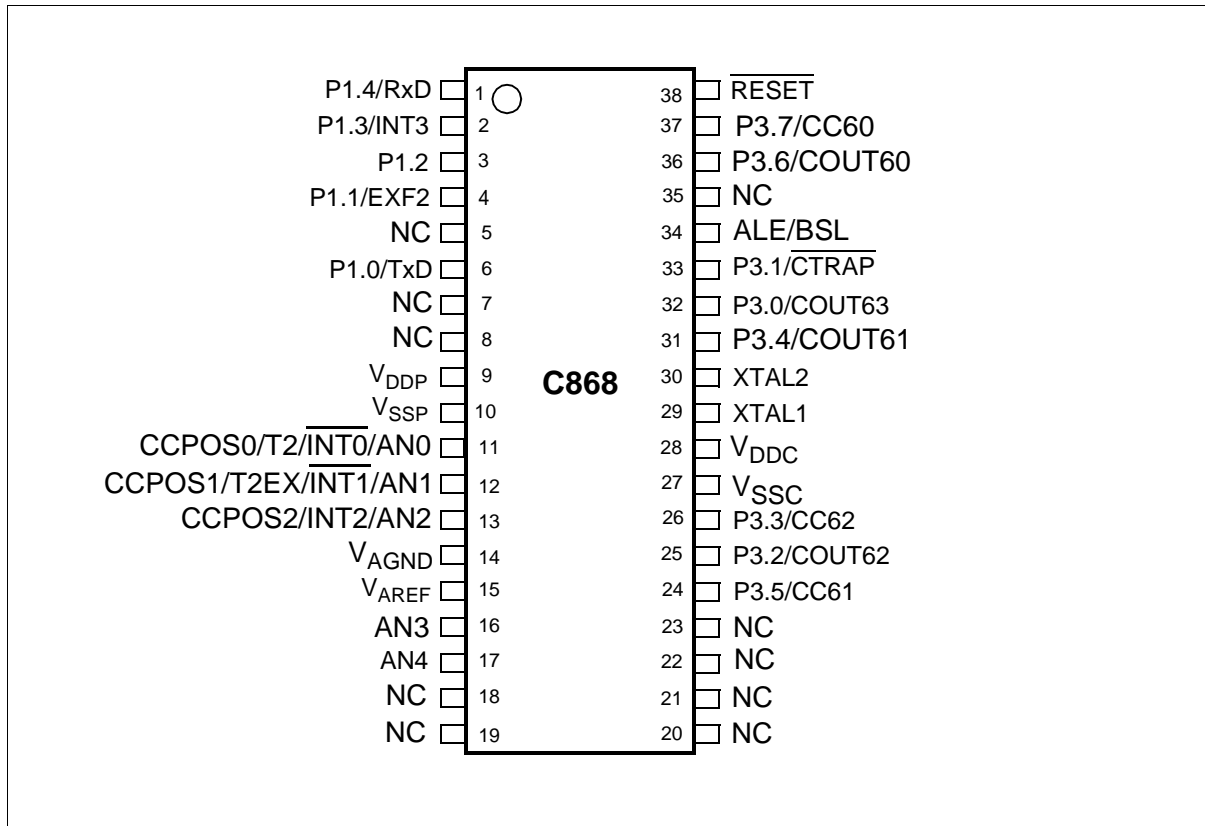 P1.4/RxD 1 38 R̅E̅S̅E̅T̅
P1.3/INT3 2 37 P3.7/CC60
P1.2 3 36 P3.6/COUT60
P1.1/EXF2 4 35 NC
NC 5 34 ALE/BSL
P1.0/TxD 6 33 P3.1/C̅T̅R̅A̅P̅
NC 7 32 P3.0/COUT63
NC 8 31 P3.4/COUT61
VDDP 9 C868 30 XTAL2
VSSP 10 29 XTAL1
CCPOS0/T2/I̅N̅T̅0̅/AN0 11 28 VDDC
CCPOS1/T2EX/I̅N̅T̅1̅/AN1 12 27 VSSC
CCPOS2/INT2/AN2 13 26 P3.3/CC62
VAGND 14 25 P3.2/COUT62
VAREF 15 24 P3.5/CC61
AN3 16 23 NC
AN4 17 22 NC
NC 18 21 NC
NC 19 20 NC